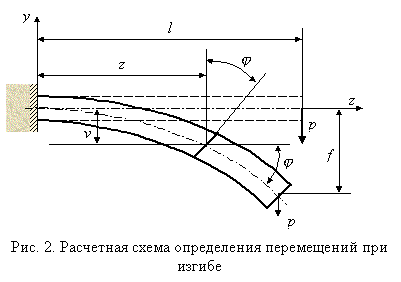 y
l
z
φ
z
p
v
φ
f
p
Рис. 2. Расчетная схема определения перемещений при
изгибе